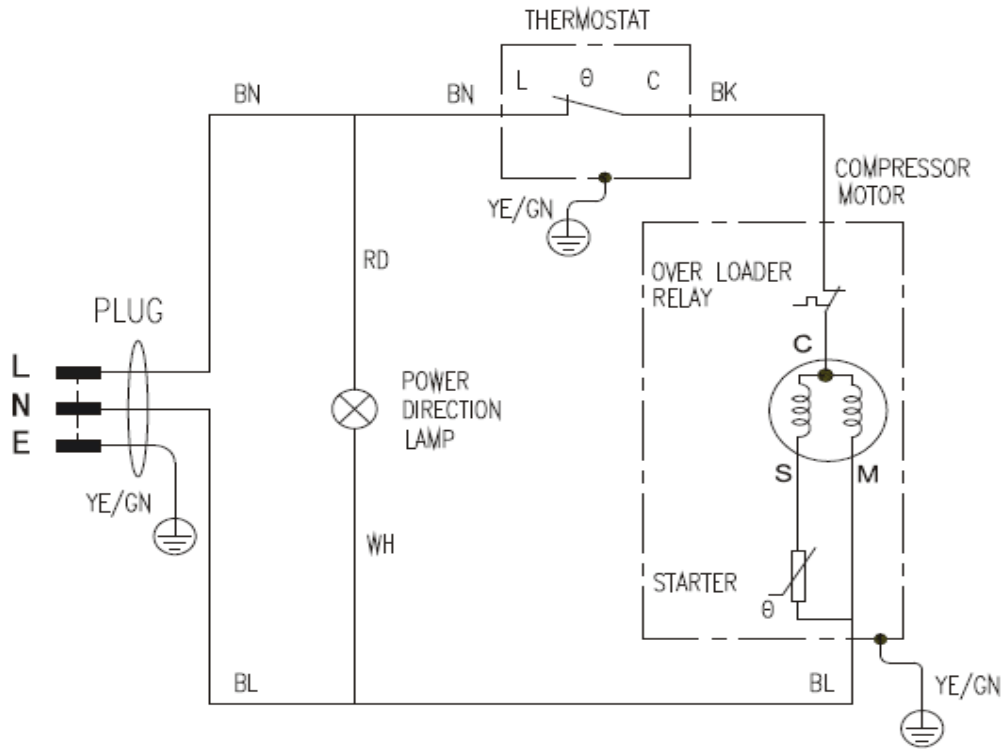 THERMOSTAT
L θ C
BN
BN
BK
COMPRESSOR
MOTOR
YE/GN
RD
OVER LOADER
RELAY
PLUG
C
L
N
E
POWER
DIRECTION
LAMP
S
M
YE/GN
WH
STARTER
θ
BL
BL
YE/GN